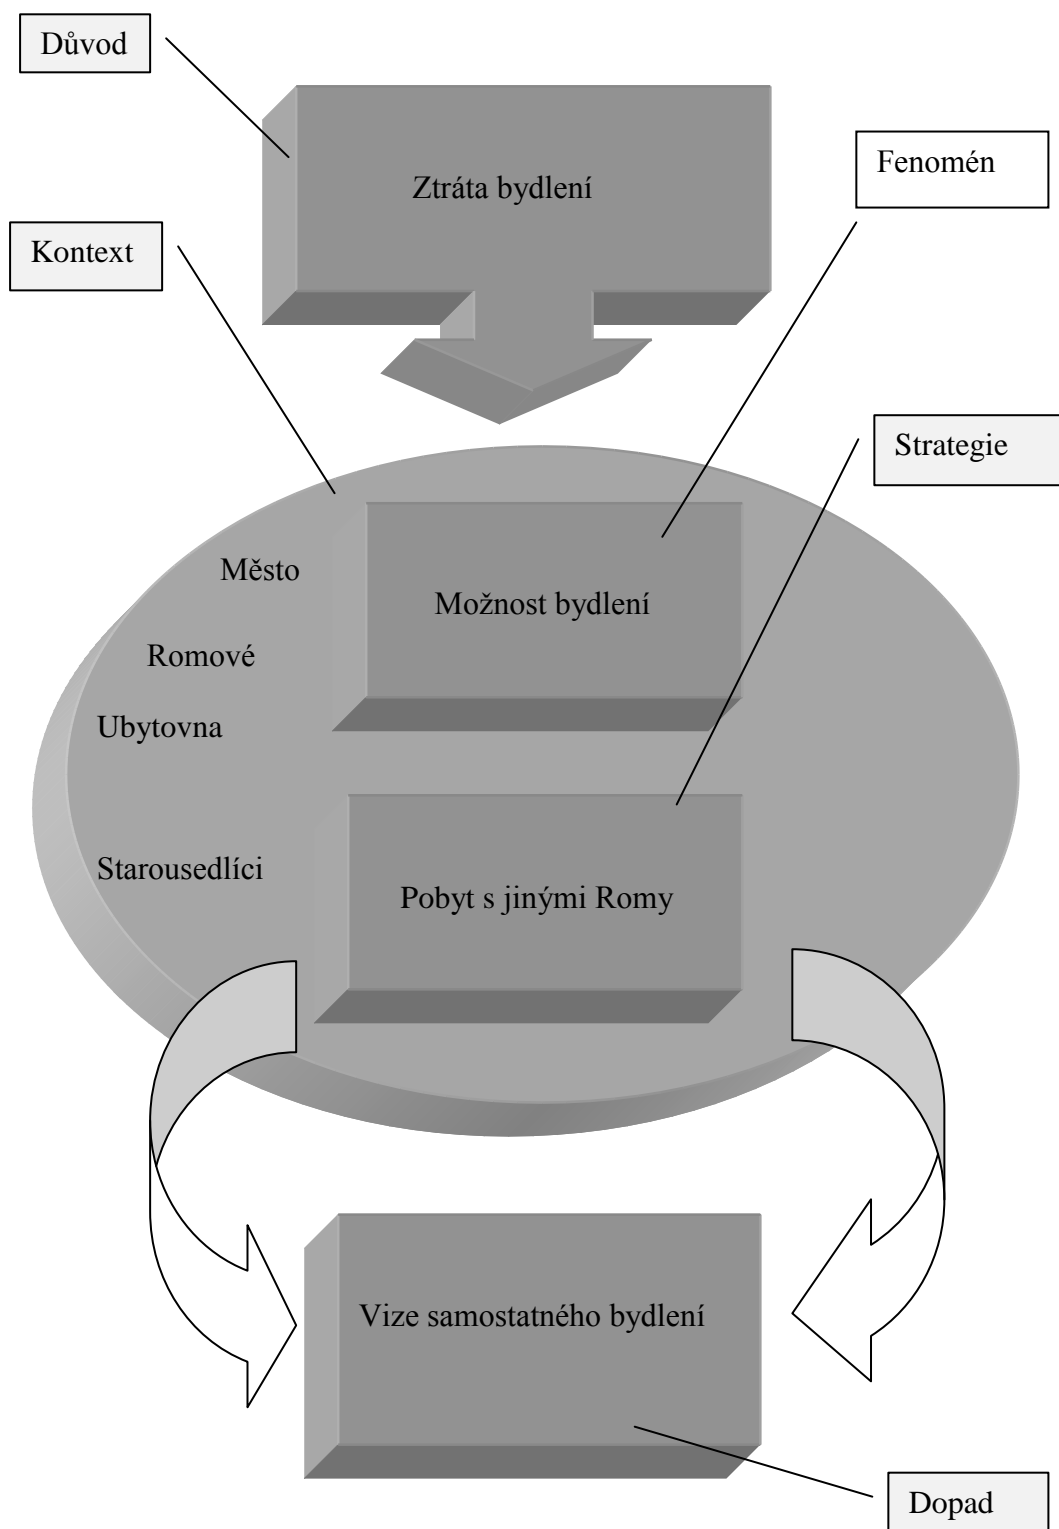 Důvod
Ztráta bydlení
Fenomén
Kontext
Strategie
Město
Možnost bydlení
Romové
Ubytovna
Starousedlíci
Pobyt s jinými Romy
Vize samostatného bydlení
Dopad